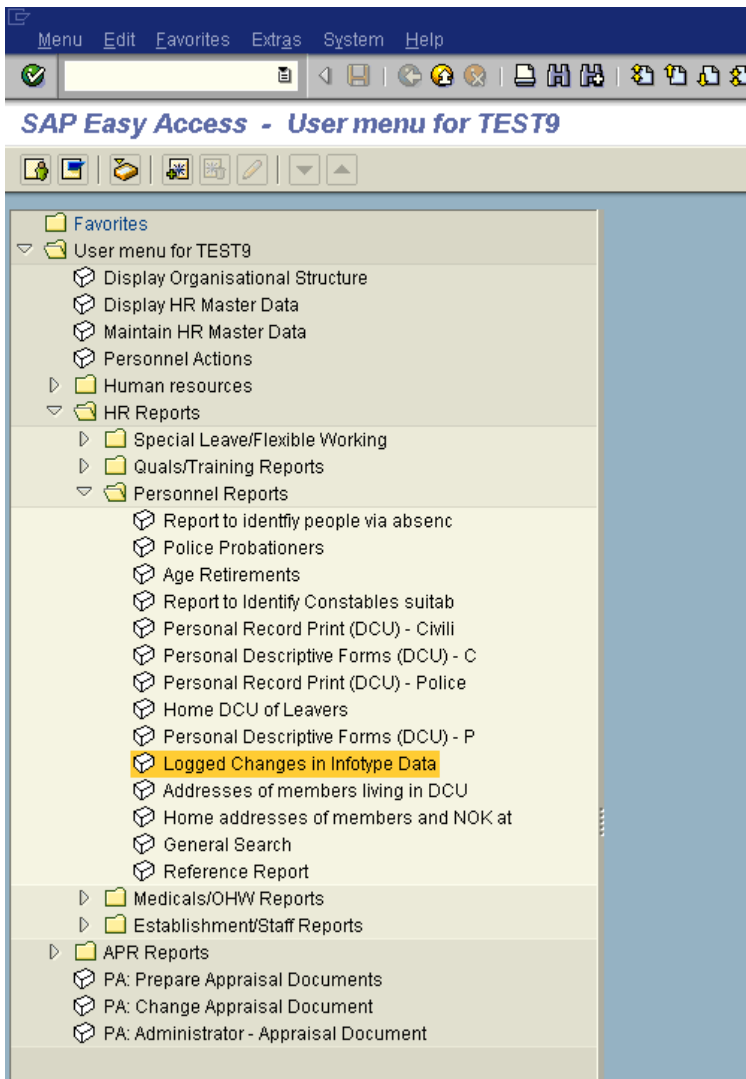 Menu Edit Favorites Extras System Help
SAP Easy Access - User menu for TEST9
Favorites
User menu for TEST9
Display Organisational Structure
Display HR Master Data
Maintain HR Master Data
Personnel Actions
Human resources
HR Reports
Special Leave/Flexible Working
Quals/Training Reports
Personnel Reports
Report to identfiy people via absenc
Police Probationers
Age Retirements
Report to Identify Constables suitab
Personal Record Print (DCU) - Civili
Personal Descriptive Forms (DCU) - C
Personal Record Print (DCU) - Police
Home DCU of Leavers
Personal Descriptive Forms (DCU) - P
Logged Changes in Infotype Data
Addresses of members living in DCU
Home addresses of members and NOK at
General Search
Reference Report
Medicals/OHW Reports
Establishment/Staff Reports
APR Reports
PA: Prepare Appraisal Documents
PA: Change Appraisal Document
PA: Administrator - Appraisal Document